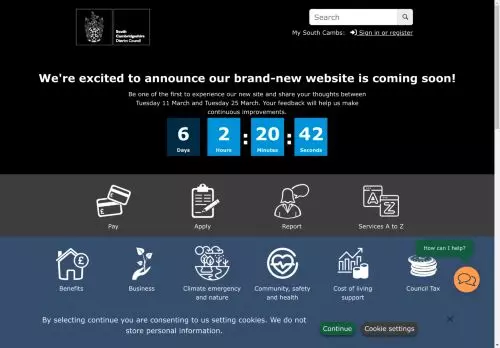 South
Cambridgeshire
District Council
Search
My South Cambs: Sign in or register
We're excited to announce our brand-new website is coming soon!
Be one of the first to experience our new site and share your thoughts between
Tuesday 11 March and Tuesday 25 March. Your feedback will help us make
continuous improvements.
6 : 2 : 20 : 42
Days Hours Minutes Seconds
Pay Apply Report Services A to Z
How can I help?
Benefits Business Climate emergency Community, safety Cost of living Council Tax
and nature and health support
By selecting continue you are consenting to us setting cookies. We do not
store personal information.
Continue Cookie settings